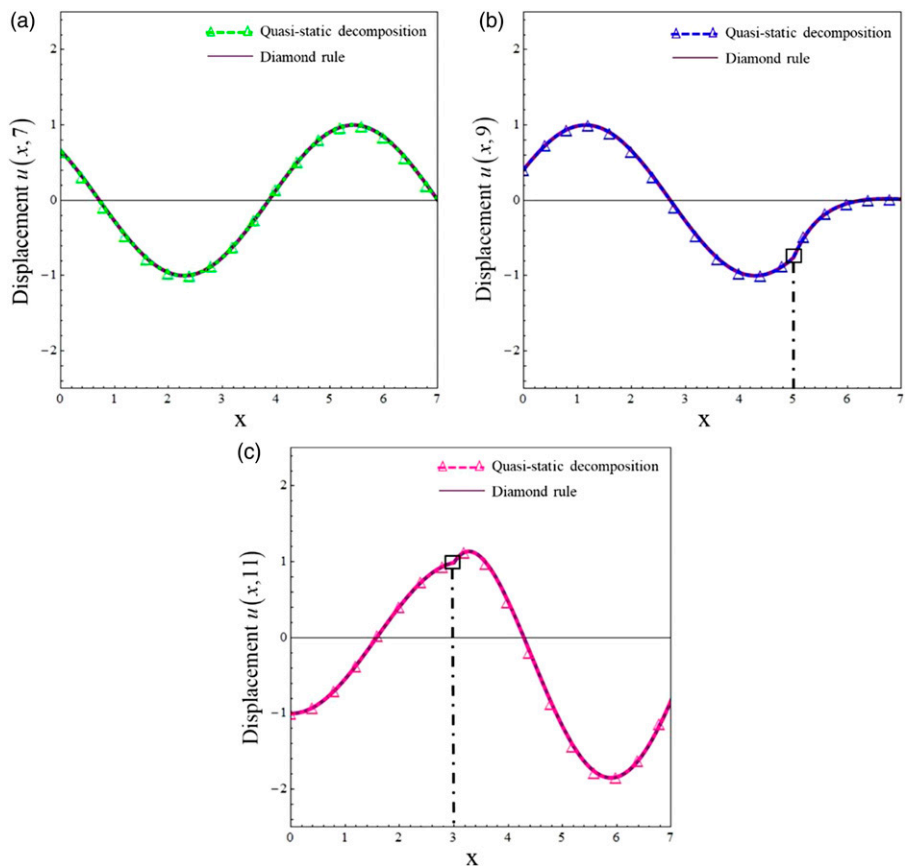 (a)
Quasi-static decomposition
Diamond rule
Displacement u(x,7)
2
1
0
−1
−2
0 1 2 3 4 5 6 7
x
(b)
Quasi-static decomposition
Diamond rule
Displacement u(x,9)
2
1
0
−1
−2
0 1 2 3 4 5 6 7
x
(c)
Quasi-static decomposition
Diamond rule
Displacement u(x,11)
2
1
0
−1
−2
0 1 2 3 4 5 6 7
x